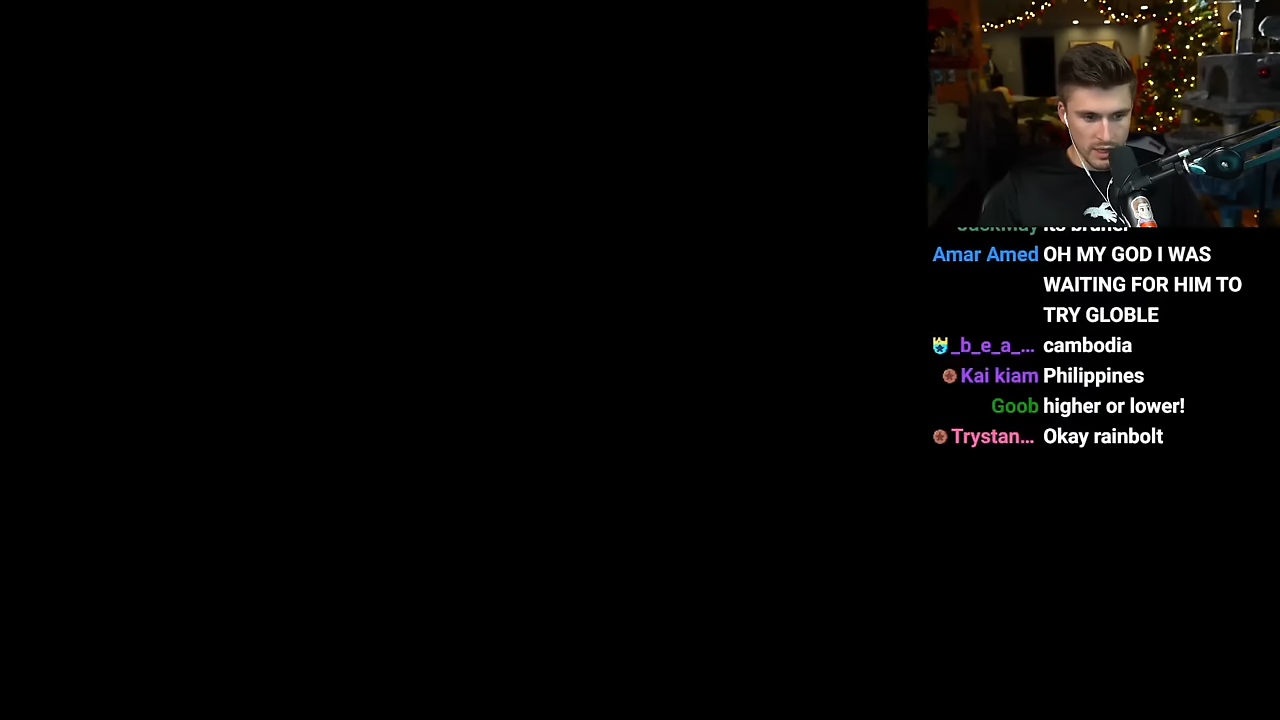 Amar Amed OH MY GOD I WAS
WAITING FOR HIM TO
TRY GLOBLE
_b_e_a_... cambodia
Kai kiam Philippines
Goob higher or lower!
Trystan... Okay rainbolt